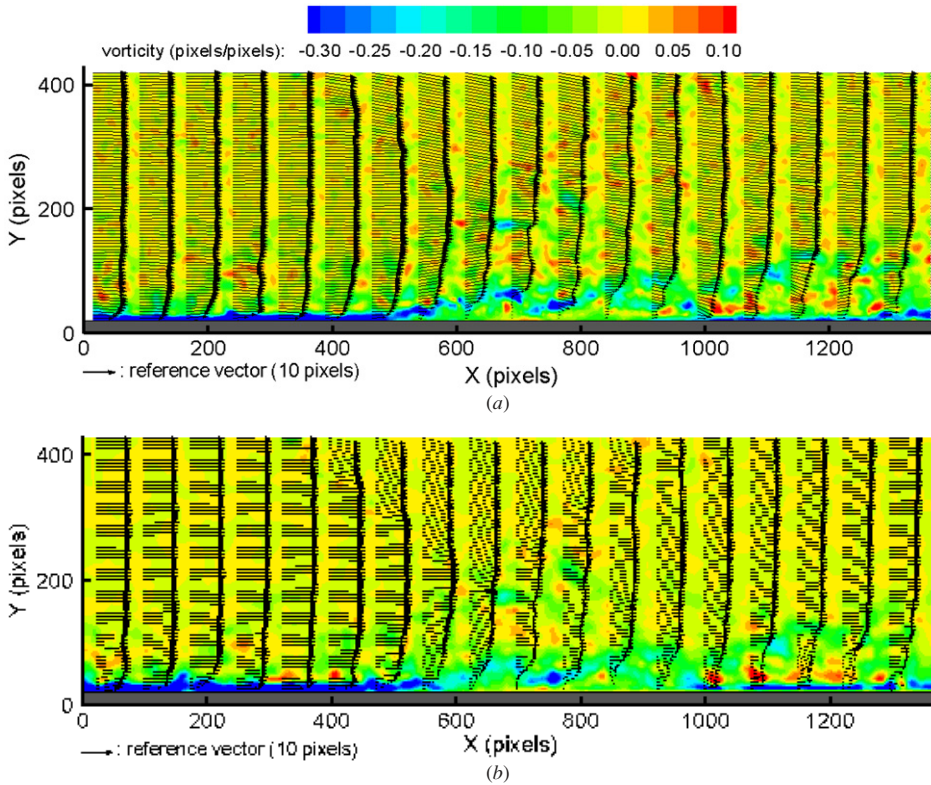 vorticity (pixels/pixels): -0.30 -0.25 -0.20 -0.15 -0.10 -0.05 0.00 0.05 0.10
400
200
0
Y (pixels)
0 200 400 600 800 1000 1200
: reference vector (10 pixels)
X (pixels)
(a)
400
200
0
Y (pixels)
0 200 400 600 800 1000 1200
: reference vector (10 pixels)
X (pixels)
(b)